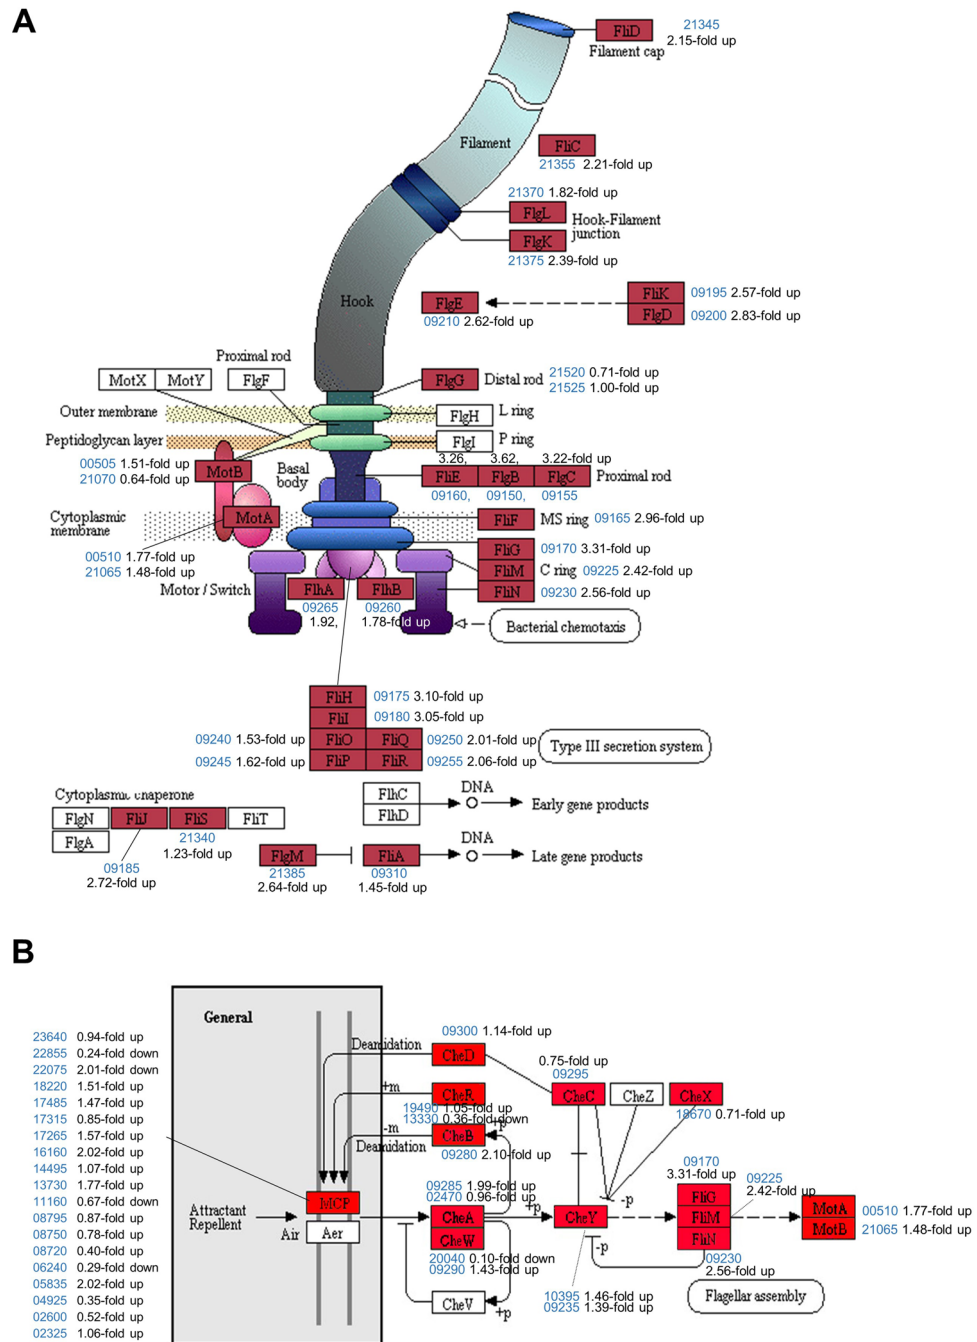 A
FliD
21345
2.15-fold up
Filament cap
Filament
FliC
21355 2.21-fold up
21370 1.82-fold up
FlgL
Hook-Filament
junction
FlgK
21375 2.39-fold up
Hook
FlgE
09210 2.62-fold up
FliK
09195 2.57-fold up
FlgD
09200 2.83-fold up
Proximal rod
MotX
MotY
FlgF
FlgG
Distal rod
21520 0.71-fold up
21525 1.00-fold up
Outer membrane
FlgH
L ring
Peptidoglycan layer
FlgI
P ring
00505 1.51-fold up
21070 0.64-fold up
MotB
Basal
body
3.26, 3.62, 3.22-fold up
FliE
FlgB
FlgC
Proximal rod
09160, 09150, 09155
Cytoplasmic
membrane
MotA
FliF
MS ring
09165 2.96-fold up
00510 1.77-fold up
21065 1.48-fold up
FliG
09170 3.31-fold up
FliM
C ring
09225 2.42-fold up
FliN
09230 2.56-fold up
Motor / Switch
FlhA
FlhB
09265
09260
1.92, 1.78-fold up
Bacterial chemotaxis
FliH
09175 3.10-fold up
FliI
09180 3.05-fold up
09240 1.53-fold up
FliO
FliQ
09250 2.01-fold up
09245 1.62-fold up
FliP
FliR
09255 2.06-fold up
Type III secretion system
Cytoplasmic chaperone
FlgN
FliJ
FliS
FliT
FlgA
21340
1.23-fold up
09185
2.72-fold up
FlhC
FlhD
DNA
Early gene products
FlgM
21385
2.64-fold up
FliA
09310
1.45-fold up
DNA
Late gene products
B
General
23640 0.94-fold up
22855 0.24-fold down
22075 2.01-fold down
18220 1.51-fold up
17485 1.47-fold up
17315 0.85-fold up
17265 1.57-fold up
16160 2.02-fold up
14495 1.07-fold up
13730 1.77-fold up
11160 0.67-fold down
08795 0.87-fold up
08750 0.78-fold up
08720 0.40-fold up
06240 0.29-fold down
05835 2.02-fold up
04925 0.35-fold up
02600 0.52-fold up
02325 1.06-fold up
Attractant
Repellent
Air
MCP
Aer
Deamidation
+m
-m
Deamidation
09300 1.14-fold up
CheD
CheR
19490 1.05-fold up
13330 0.36-fold down
+p
CheB
09280 2.10-fold up
09285 1.99-fold up
02470 0.96-fold up
CheA
CheW
20040 0.10-fold down
09290 1.43-fold up
CheV
+p
+p
0.75-fold up
09295
CheC
CheZ
CheX
18670 0.71-fold up
-p
CheY
-p
10395 1.46-fold up
09235 1.39-fold up
09170
3.31-fold up
FliG
FliM
FliN
09225
2.42-fold up
09230
2.56-fold up
MotA
00510 1.77-fold up
MotB
21065 1.48-fold up
Flagellar assembly